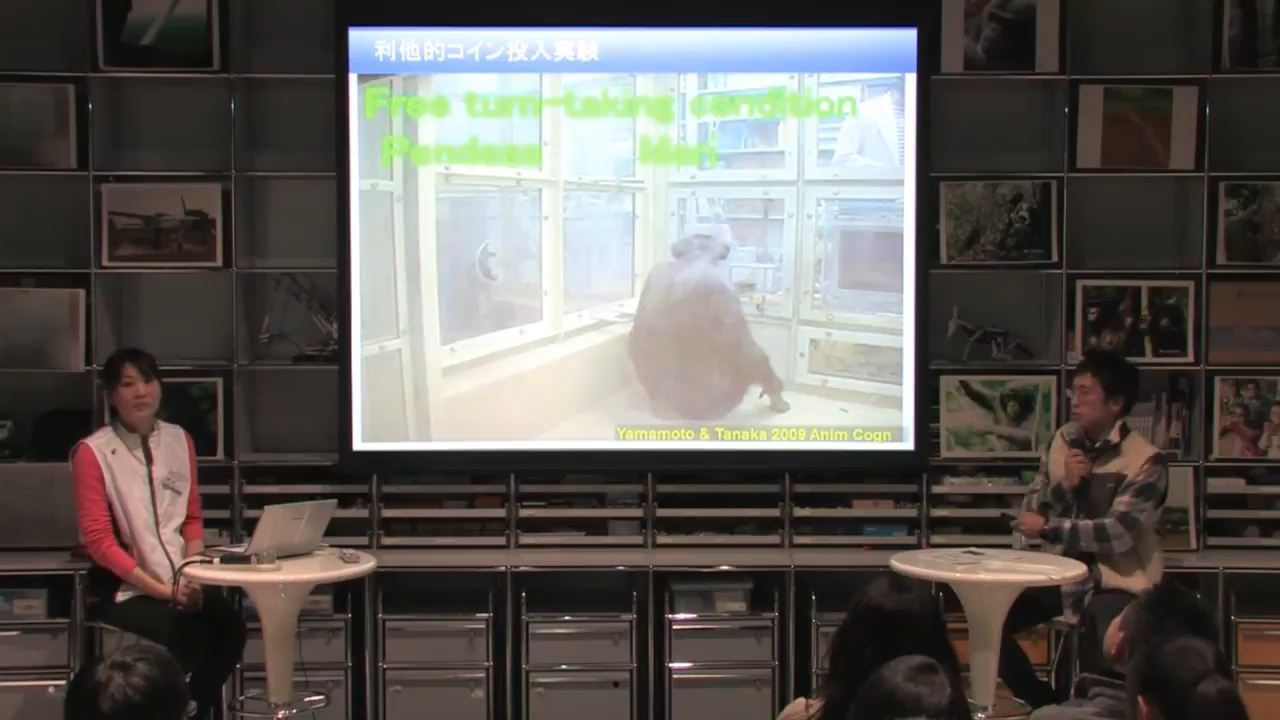 利他的コイン投入実験
Free turn-taking condition
Pendesa Mari
Yamamoto & Tanaka 2009 Anim Cogn